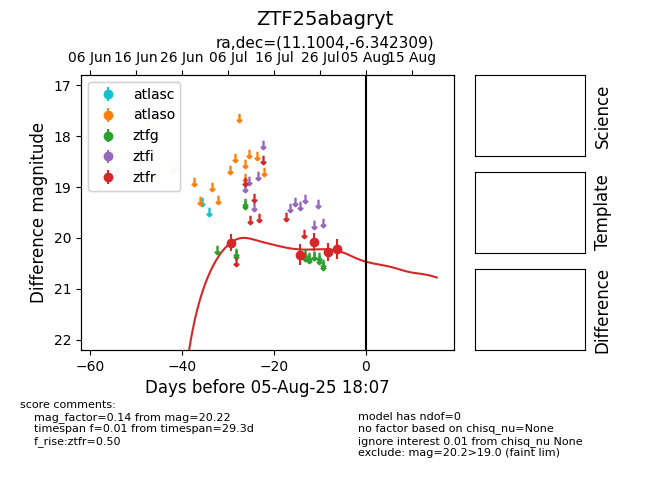 ZTF25abagryt
ra,dec=(11.1004,-6.342309)
06 Jun 16 Jun 26 Jun 06 Jul 16 Jul 26 Jul 05 Aug 15 Aug
17
18
19
20
21
22
Difference magnitude
atlasc
atlaso
ztfg
ztfi
ztfr
−60 −40 −20 0
Days before 05-Aug-25 18:07
Science
Template
Difference
score comments:
mag_factor=0.14 from mag=20.22
timespan f=0.01 from timespan=29.3d
f_rise:ztfr=0.50
model has ndof=0
no factor based on chisq_nu=None
ignore interest 0.01 from chisq_nu None
exclude: mag=20.2>19.0 (faint lim)